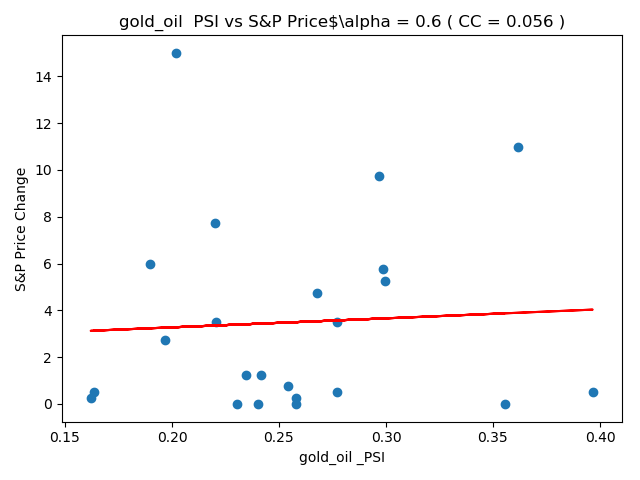 gold_oil  PSI vs S&P Price$\alpha = 0.6 ( CC = 0.056 )
S&P Price Change
14
12
10
8
6
4
2
0
0.15 0.20 0.25 0.30 0.35 0.40
gold_oil _PSI